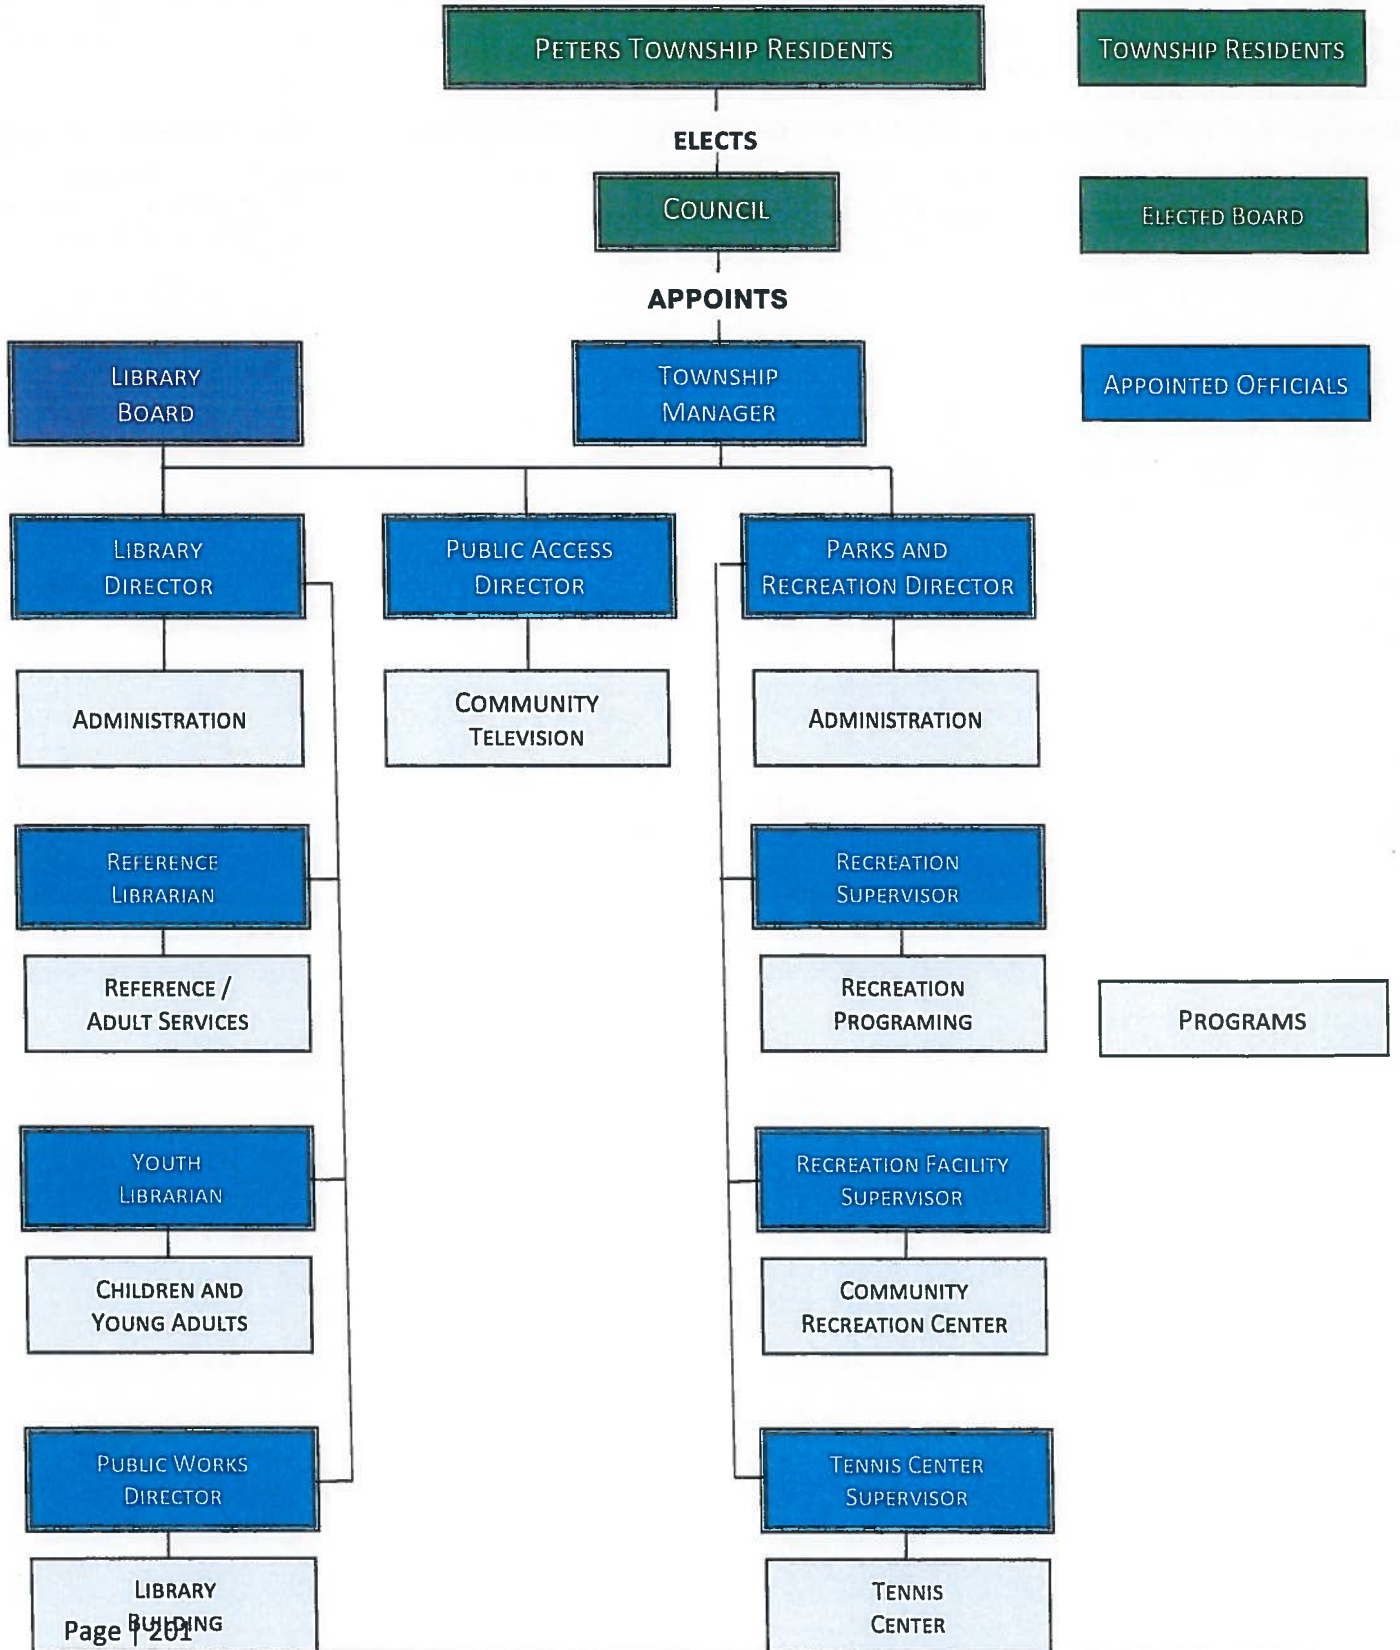 PETERS TOWNSHIP RESIDENTS
TOWNSHIP RESIDENTS
ELECTS
COUNCIL
ELECTED BOARD
APPOINTS
LIBRARY
BOARD
TOWNSHIP
MANAGER
APPOINTED OFFICIALS
LIBRARY
DIRECTOR
PUBLIC ACCESS
DIRECTOR
PARKS AND
RECREATION DIRECTOR
ADMINISTRATION
COMMUNITY
TELEVISION
ADMINISTRATION
REFERENCE
LIBRARIAN
RECREATION
SUPERVISOR
REFERENCE /
ADULT SERVICES
RECREATION
PROGRAMING
PROGRAMS
YOUTH
LIBRARIAN
RECREATION FACILITY
SUPERVISOR
CHILDREN AND
YOUNG ADULTS
COMMUNITY
RECREATION CENTER
PUBLIC WORKS
DIRECTOR
TENNIS CENTER
SUPERVISOR
LIBRARY
BUILDING
TENNIS
CENTER
Page | 201